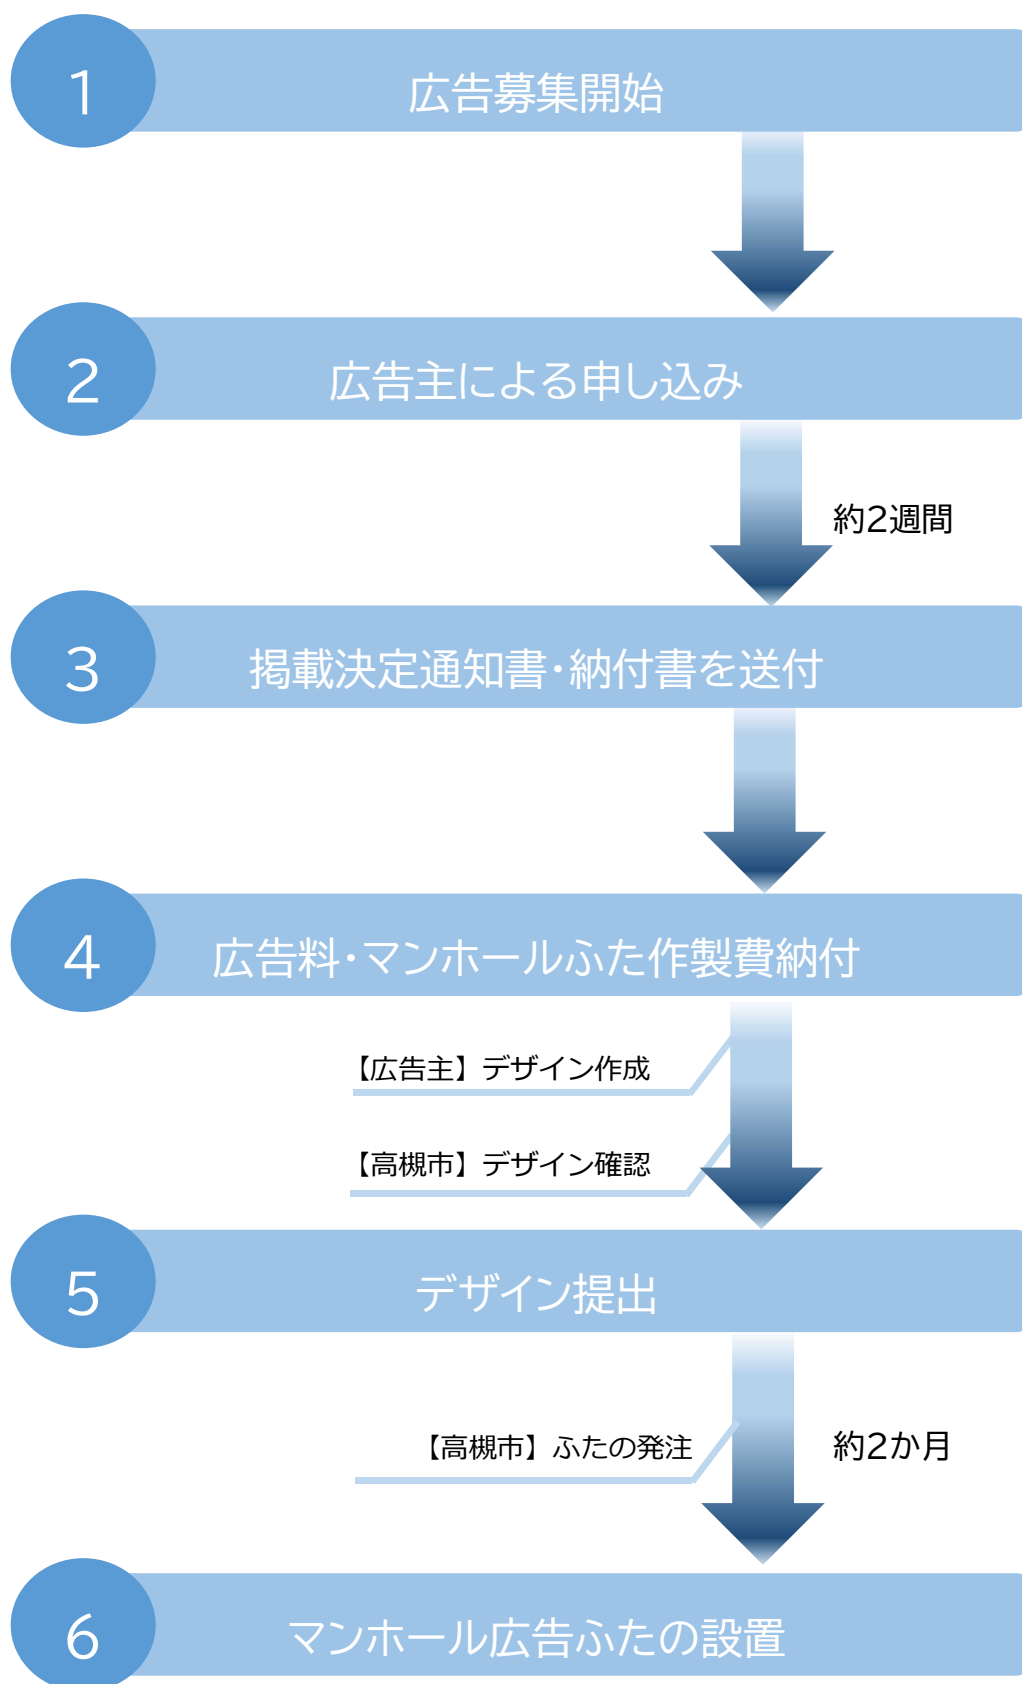 1
広告募集開始
2
広告主による申し込み
約2週間
3
掲載決定通知書・納付書を送付
4
広告料・マンホールふた作製費納付
【広告主】デザイン作成
【高槻市】デザイン確認
5
デザイン提出
【高槻市】ふたの発注
約2か月
6
マンホール広告ふたの設置